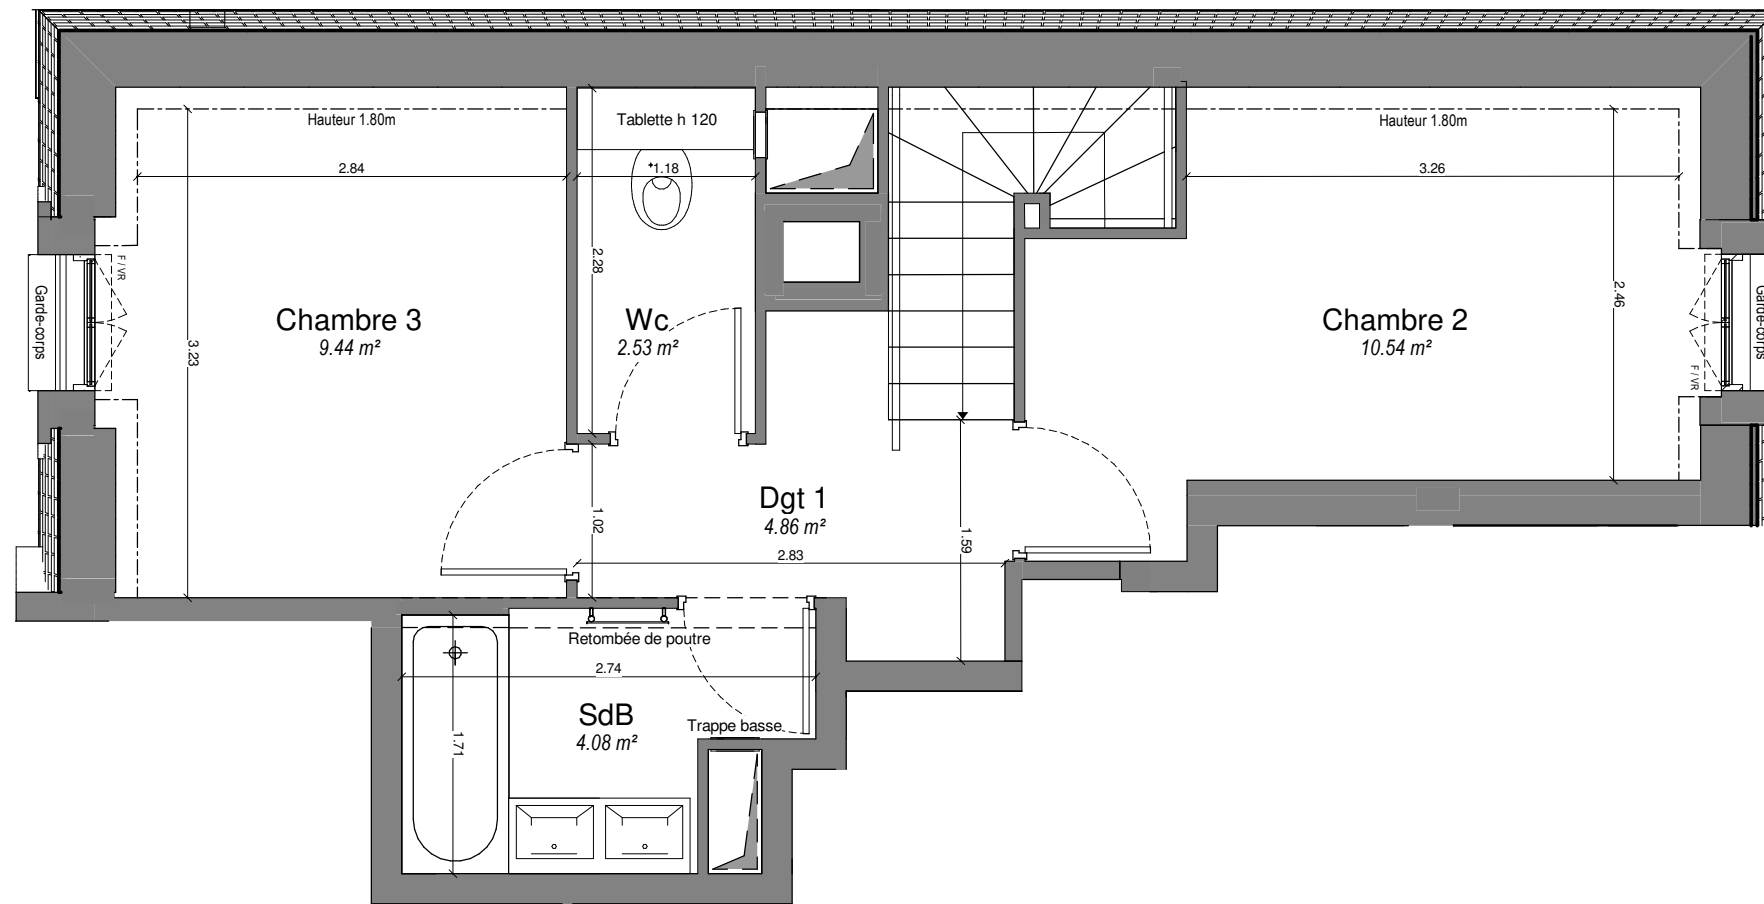 Hauteur 1.80m
2.84
Tablette h 120
1.18
Hauteur 1.80m
3.26
F / VR
Garde-corps
Chambre 3
9.44 m²
3.23
2.28
Wc
2.53 m²
Chambre 2
10.54 m²
2.46
F / VR
Garde-corps
Dgt 1
4.86 m²
1.02
2.83
1.59
Retombée de poutre
2.74
SdB
4.08 m²
1.71
Trappe basse